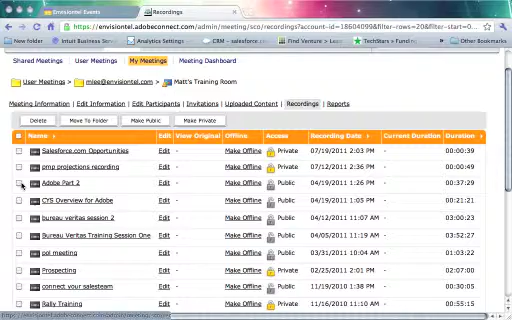 Envisiontel Events
Recordings
https://envisiontel.adobeconnect.com/admin/meeting/sco/recordings?account-id=18604099&filter-rows=20&filter-start=0...
New folder
Intuit Business Servi
Analytics Settings -
CRM - salesforce.co
Find Venture > Lear
TechStars > Fundin
Other Bookmarks
Shared Meetings
User Meetings
My Meetings
Meeting Dashboard
User Meetings >
>
Matt's Training Room
Meeting Information | Edit Information | Edit Participants | Invitations | Uploaded Content | Recordings | Reports
Delete
Move To Folder
Make Public
Make Private
Name Edit View Original Offline Access Recording Date Current Duration Duration
Salesforce.com Opportunities Edit - Make Offline Private 07/19/2011 2:03 PM - 00:00:39
pmp projections recording Edit - Make Offline Private 07/12/2011 2:36 PM - 00:03:49
Adobe Part 2 Edit - Make Offline Public 04/19/2011 1:26 PM - 00:37:29
CYS Overview for Adobe Edit - Make Offline Public 04/19/2011 1:05 PM - 00:21:21
bureau veritas session 2 Edit - Make Offline Public 04/12/2011 11:07 AM - 03:00:23
Bureau Veritas Training Session One Edit - Make Offline Public 04/05/2011 11:19 AM - 03:52:27
pol meeting Edit - Make Offline Public 03/31/2011 10:04 AM - 01:03:22
Prospecting Edit - Make Offline Private 02/25/2011 2:01 PM - 02:07:00
connect your salesteam Edit - Make Offline Public 11/19/2010 1:38 PM - 00:30:05
Rally Training Edit - Make Offline Private 11/16/2010 11:10 AM - 00:55:15